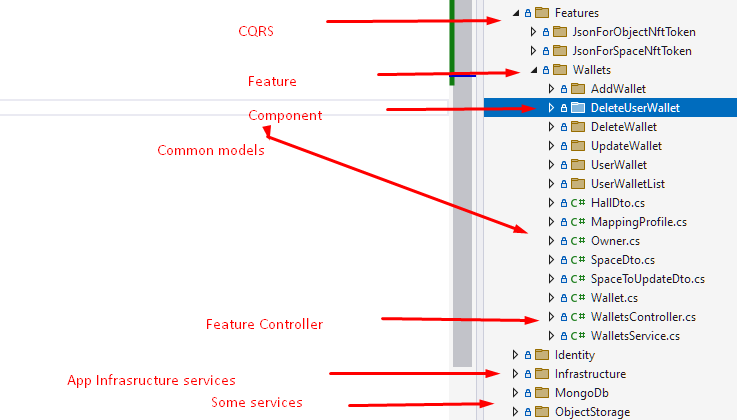 Features
CQRS
JsonForObjectNftToken
JsonForSpaceNftToken
Wallets
Feature
AddWallet
DeleteUserWallet
Component
DeleteWallet
UpdateWallet
Common models
UserWallet
UserWalletList
C# HallDto.cs
C# MappingProfile.cs
C# Owner.cs
C# SpaceDto.cs
C# SpaceToUpdateDto.cs
C# Wallet.cs
C# WalletsController.cs
Feature Controller
C# WalletsService.cs
Identity
Infrastructure
App Infrasructure services
MongoDb
Some services
ObjectStorage